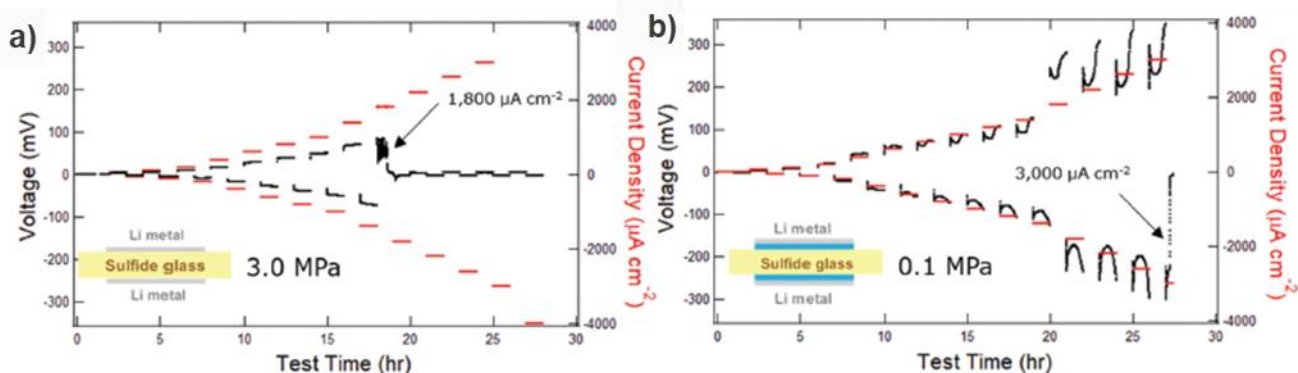 a)
Voltage (mV)
300
200
100
0
-100
-200
-300
4000
2000
0
-2000
-4000
Current Density (µA cm-2)
1,800 µA cm-2
Li metal
Sulfide glass
Li metal
3.0 MPa
0
5
10
15
20
25
30
Test Time (hr)
b)
Voltage (mV)
300
200
100
0
-100
-200
-300
4000
2000
0
-2000
-4000
Current Density (µA cm-2)
3,000 µA cm-2
Li metal
Sulfide glass
Li metal
0.1 MPa
0
5
10
15
20
25
30
Test Time (hr)